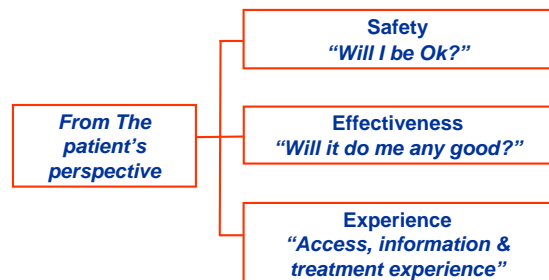 Safety
“Will I be Ok?”
From The
patient’s
perspective
Effectiveness
“Will it do me any good?”
Experience
“Access, information &
treatment experience”